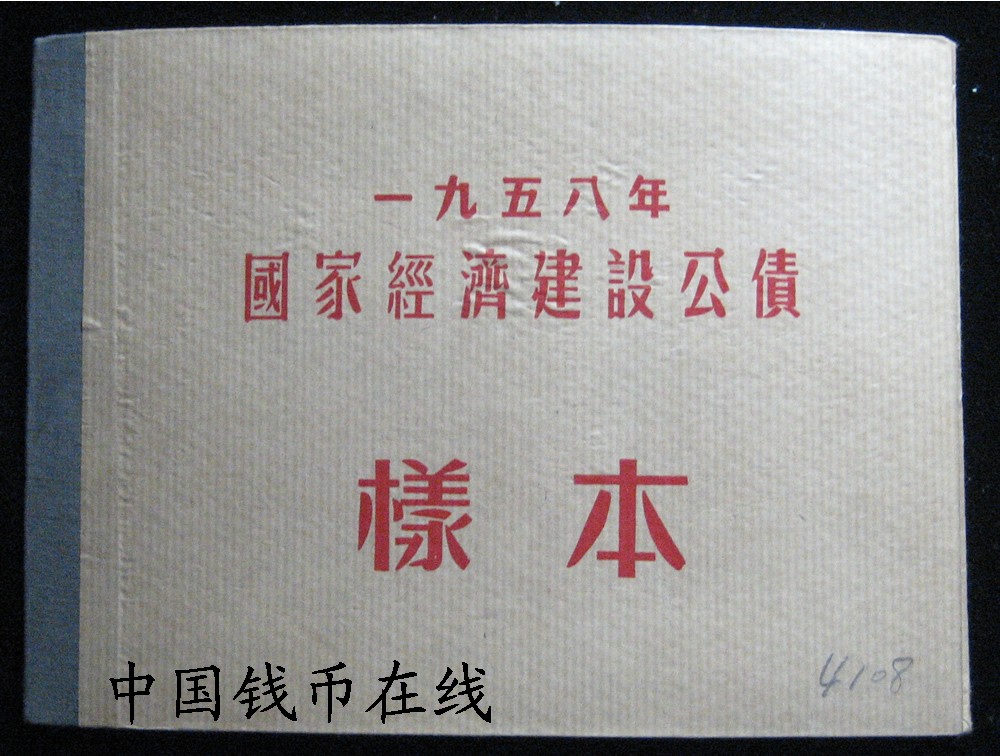 一九五八年
國家經濟建設公債
樣本
4108
中国钱币在线